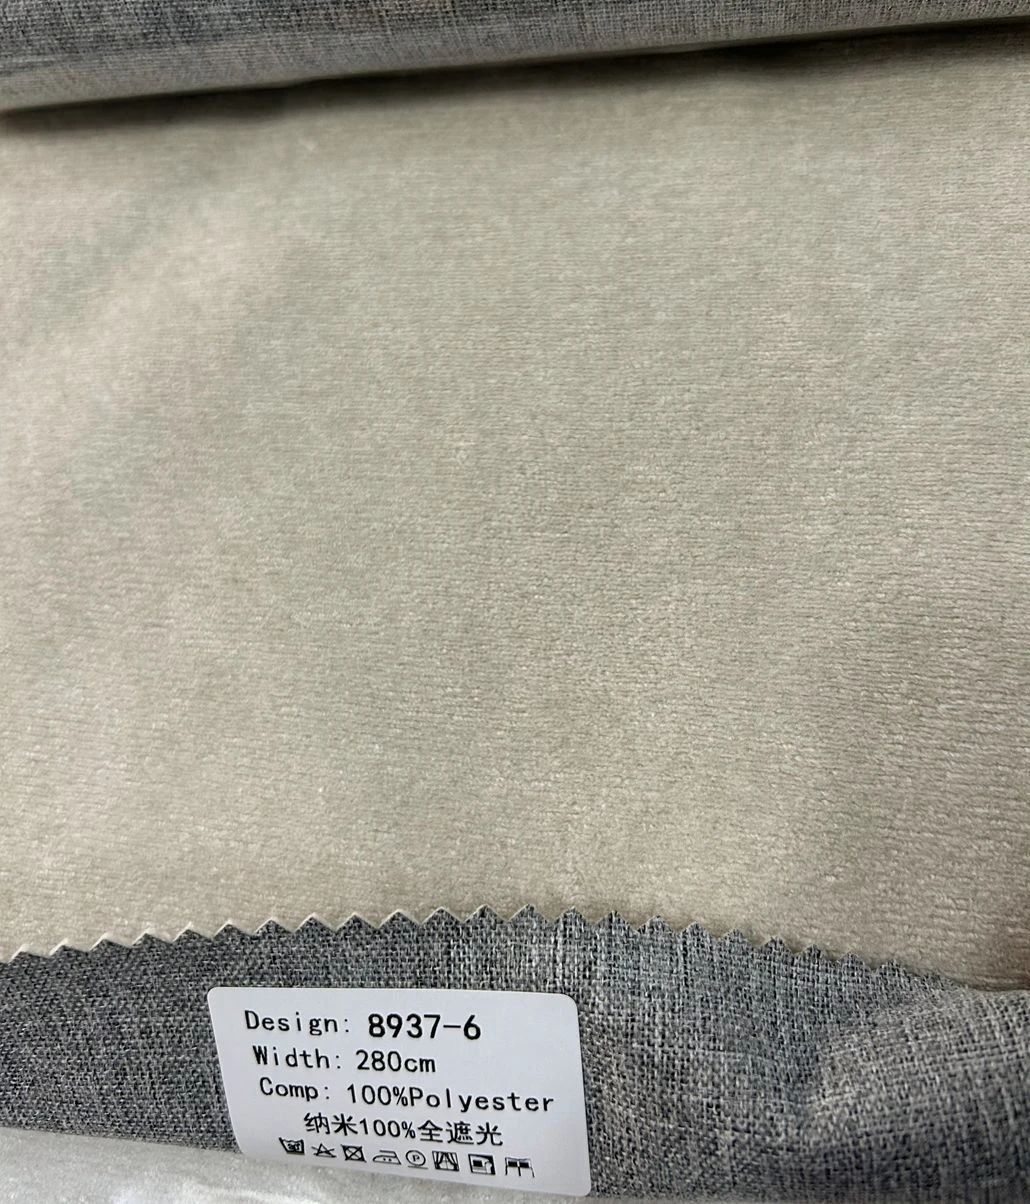 Design: 8937-6
Width: 280cm
Comp: 100%Polyester
纳米100%全遮光